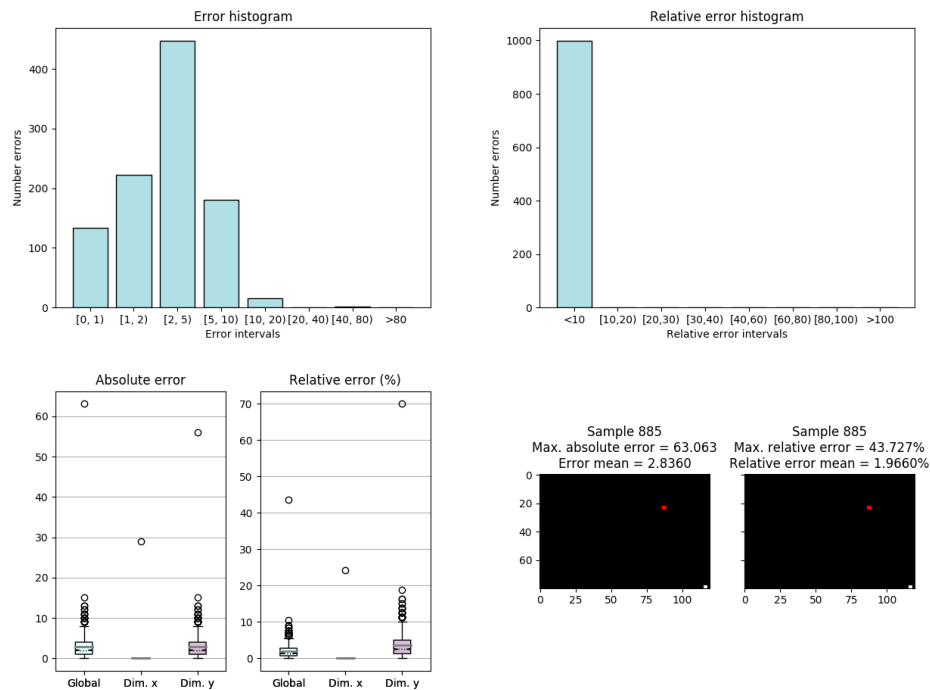 Error histogram
Number errors
400
300
200
100
0
[0, 1) [1, 2) [2, 5) [5, 10) [10, 20) [20, 40) [40, 80) >80
Error intervals
Relative error histogram
Number errors
1000
800
600
400
200
0
<10 [10,20) [20,30) [30,40) [40,60) [60,80) [80,100) >100
Relative error intervals
Absolute error
60
50
40
30
20
10
0
Global Dim. x Dim. y
Relative error (%)
70
60
50
40
30
20
10
0
Global Dim. x Dim. y
Sample 885
Max. absolute error = 63.063
Error mean = 2.8360
0
20
40
60
0 25 50 75 100
Sample 885
Max. relative error = 43.727%
Relative error mean = 1.9660%
0 25 50 75 100